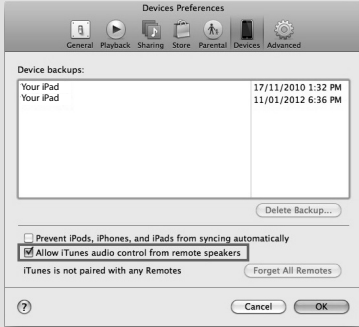 Devices Preferences
General Playback Sharing Store Parental Devices Advanced
Device backups:
Your iPad 17/11/2010 1:32 PM
Your iPad 11/01/2012 6:36 PM
Delete Backup...
Prevent iPods, iPhones, and iPads from syncing automatically
Allow iTunes audio control from remote speakers
iTunes is not paired with any Remotes Forget All Remotes
? Cancel OK